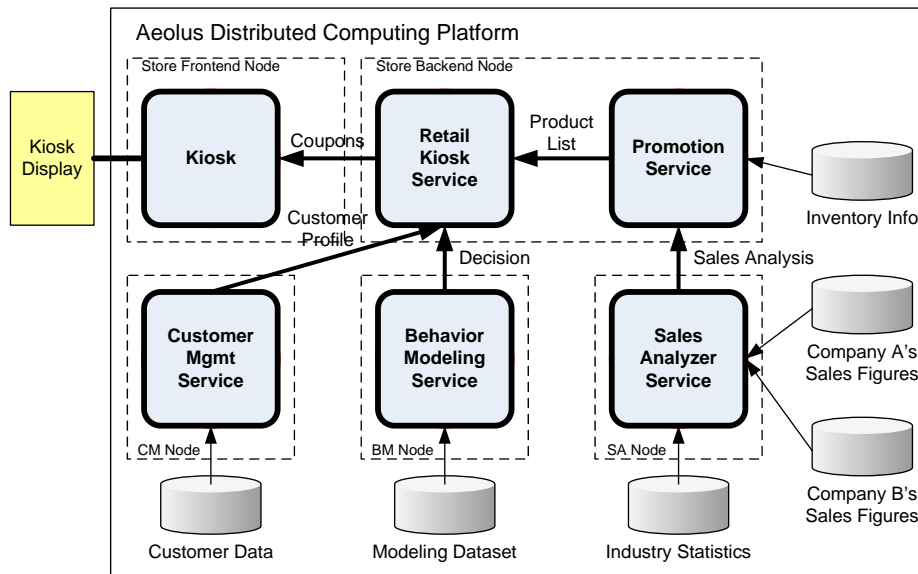 Aeolus Distributed Computing Platform
Store Frontend Node
Store Backend Node
Kiosk
Display
Kiosk
Coupons
Retail
Kiosk
Service
Product
List
Promotion
Service
Inventory Info
Customer
Profile
Decision
Sales Analysis
Customer
Mgmt
Service
Behavior
Modeling
Service
Sales
Analyzer
Service
Company A's
Sales Figures
CM Node
BM Node
SA Node
Company B's
Sales Figures
Customer Data
Modeling Dataset
Industry Statistics